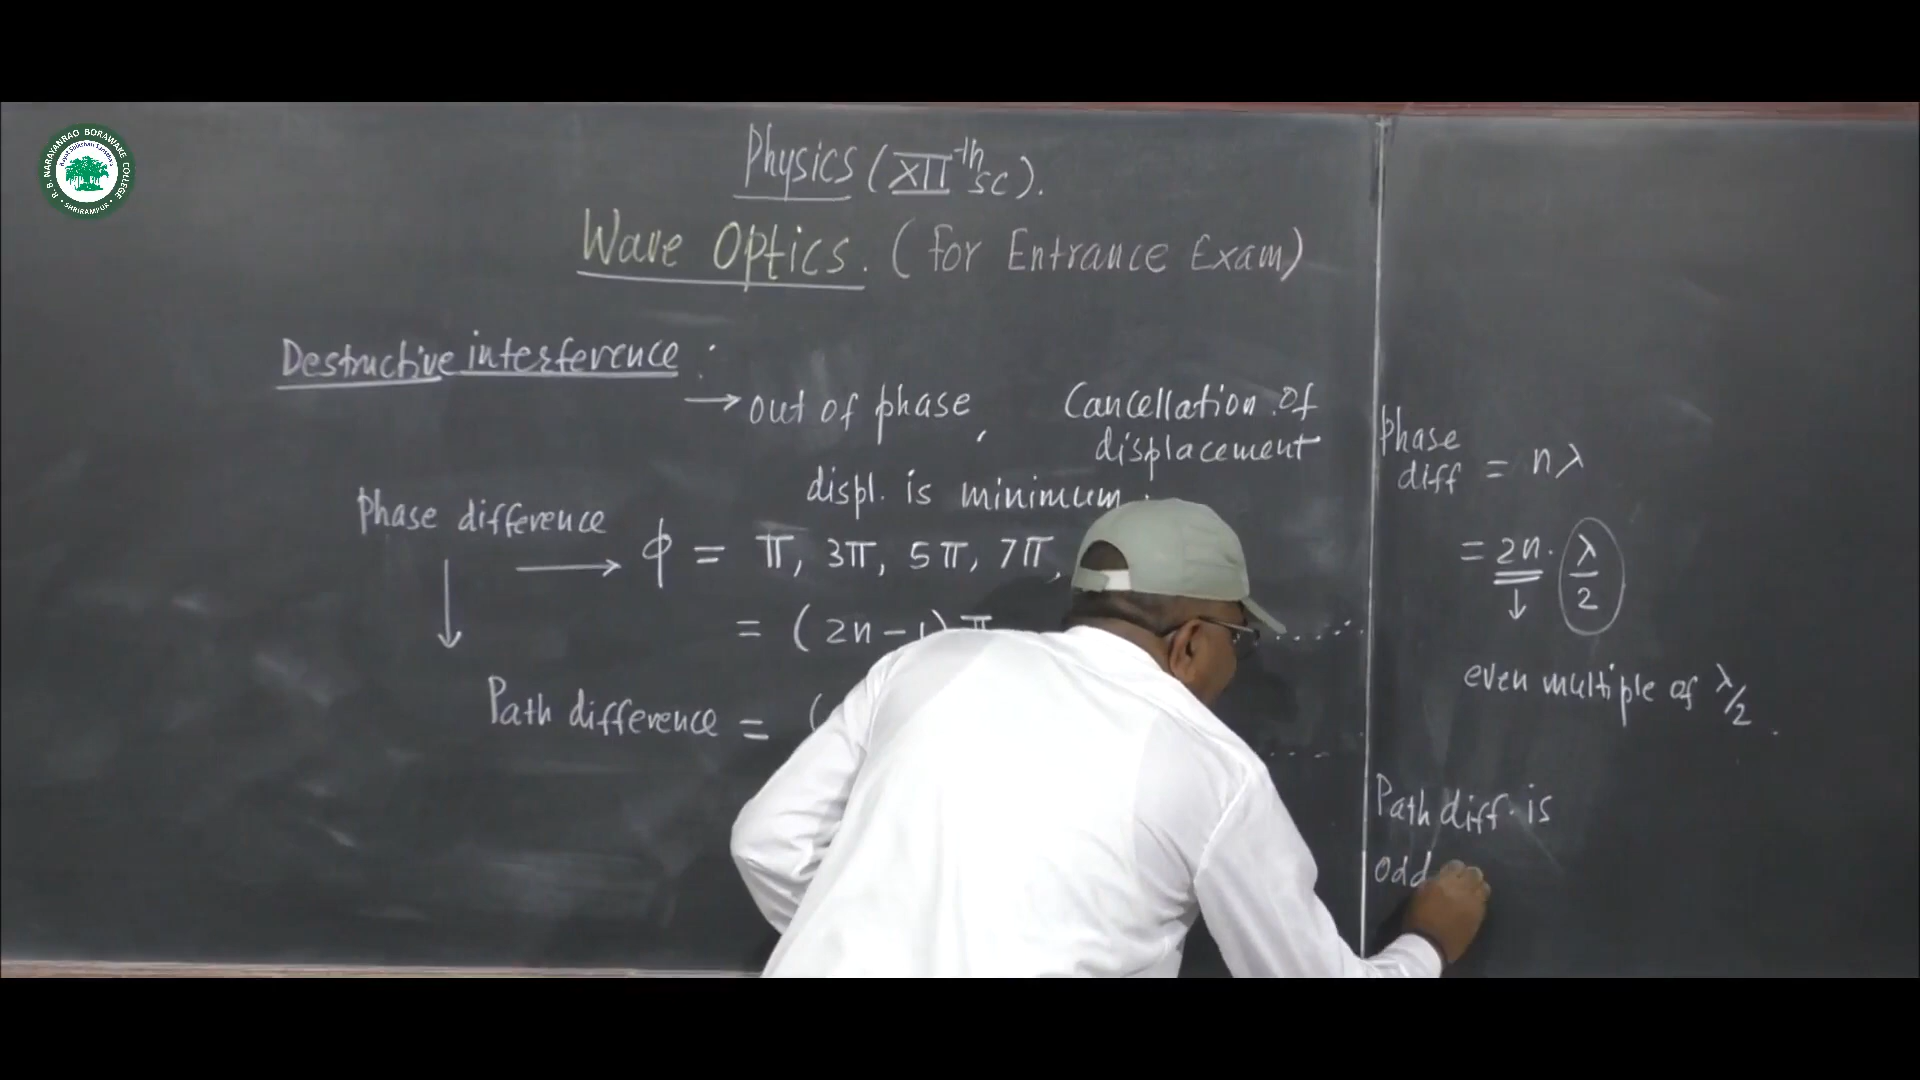 R. B. NARAYANRAO BORAWAKE COLLEGE
SHRIRAMPUR
Physics (XIIth sc).
Wave Optics. (For Entrance Exam)
Destructive interference :
→ out of phase, Cancellation of
displacement
displ. is minimum.
Phase difference
→ ϕ = π, 3π, 5π, 7π,
= (2n - 1) π
Path difference = (
Phase
diff = nλ
= 2n. λ/2
↓
even multiple of λ/2.
Path diff. is
odd